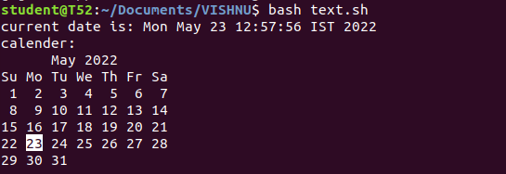 student@T52:~/Documents/VISHNU$ bash text.sh
current date is: Mon May 23 12:57:56 IST 2022
calender:
May 2022
Su Mo Tu We Th Fr Sa
1 2 3 4 5 6 7
8 9 10 11 12 13 14
15 16 17 18 19 20 21
22 23 24 25 26 27 28
29 30 31